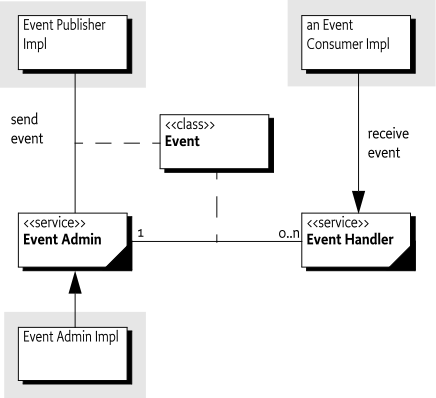 Event Publisher
Impl
an Event
Consumer Impl
send
event
<<class>>
Event
receive
event
<<service>>
Event Admin
1
0..n
<<service>>
Event Handler
Event Admin Impl